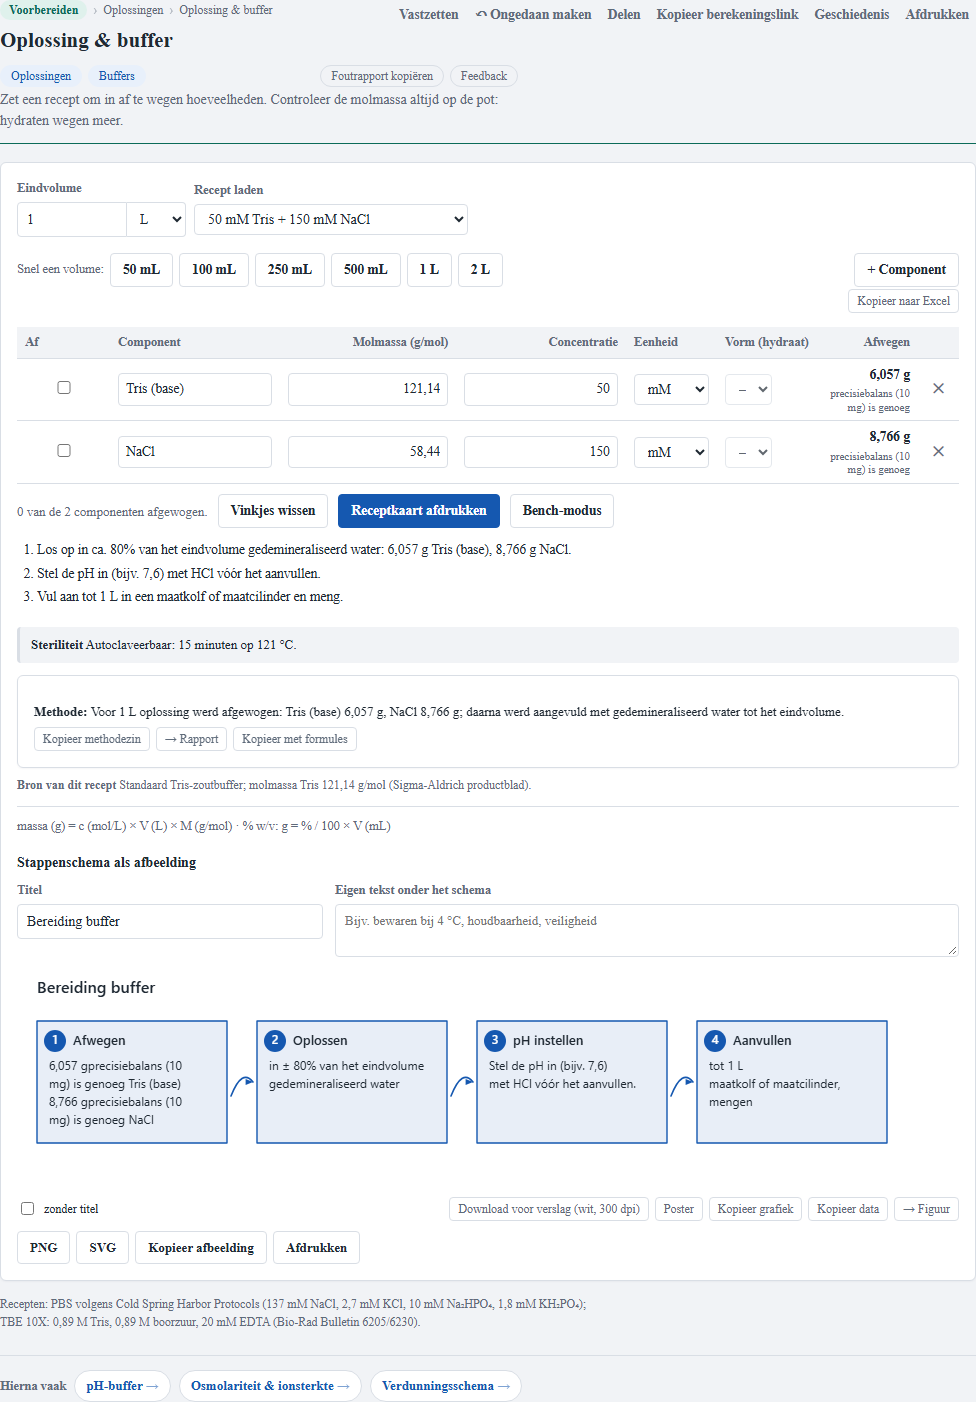 Voorbereiden › Oplossingen › Oplossing & buffer
Vastzetten ↶ Ongedaan maken Delen Kopieer berekeningslink Geschiedenis Afdrukken
Oplossing & buffer
Oplossingen Buffers Foutrapport kopiëren Feedback
Zet een recept om in af te wegen hoeveelheden. Controleer de molmassa altijd op de pot:
hydraten wegen meer.
Eindvolume Recept laden
1 L 50 mM Tris + 150 mM NaCl
Snel een volume: 50 mL 100 mL 250 mL 500 mL 1 L 2 L + Component
Kopieer naar Excel
Af Component Molmassa (g/mol) Concentratie Eenheid Vorm (hydraat) Afwegen
Tris (base) 121,14 50 mM – 6,057 g ×
precisiebalans (10
mg) is genoeg
NaCl 58,44 150 mM – 8,766 g ×
precisiebalans (10
mg) is genoeg
0 van de 2 componenten afgewogen. Vinkjes wissen Receptkaart afdrukken Bench-modus
1. Los op in ca. 80% van het eindvolume gedemineraliseerd water: 6,057 g Tris (base), 8,766 g NaCl.
2. Stel de pH in (bijv. 7,6) met HCl vóór het aanvullen.
3. Vul aan tot 1 L in een maatkolf of maatcilinder en meng.
Steriliteit Autoclaveerbaar: 15 minuten op 121 °C.
Methode: Voor 1 L oplossing werd afgewogen: Tris (base) 6,057 g, NaCl 8,766 g; daarna werd aangevuld met gedemineraliseerd water tot het eindvolume.
Kopieer methodezin → Rapport Kopieer met formules
Bron van dit recept Standaard Tris-zoutbuffer; molmassa Tris 121,14 g/mol (Sigma-Aldrich productblad).
massa (g) = c (mol/L) × V (L) × M (g/mol) · % w/v: g = % / 100 × V (mL)
Stappenschema als afbeelding
Titel Eigen tekst onder het schema
Bereiding buffer Bijv. bewaren bij 4 °C, houdbaarheid, veiligheid
Bereiding buffer
1 Afwegen
6,057 gprecisiebalans (10
mg) is genoeg Tris (base)
8,766 gprecisiebalans (10
mg) is genoeg NaCl
2 Oplossen
in ± 80% van het eindvolume
gedemineraliseerd water
3 pH instellen
Stel de pH in (bijv. 7,6)
met HCl vóór het aanvullen.
4 Aanvullen
tot 1 L
maatkolf of maatcilinder,
mengen
zonder titel Download voor verslag (wit, 300 dpi) Poster Kopieer grafiek Kopieer data → Figuur
PNG SVG Kopieer afbeelding Afdrukken
Recepten: PBS volgens Cold Spring Harbor Protocols (137 mM NaCl, 2,7 mM KCl, 10 mM Na₂HPO₄, 1,8 mM KH₂PO₄);
TBE 10X: 0,89 M Tris, 0,89 M boorzuur, 20 mM EDTA (Bio-Rad Bulletin 6205/6230).
Hierna vaak pH-buffer → Osmolariteit & ionsterkte → Verdunningsschema →